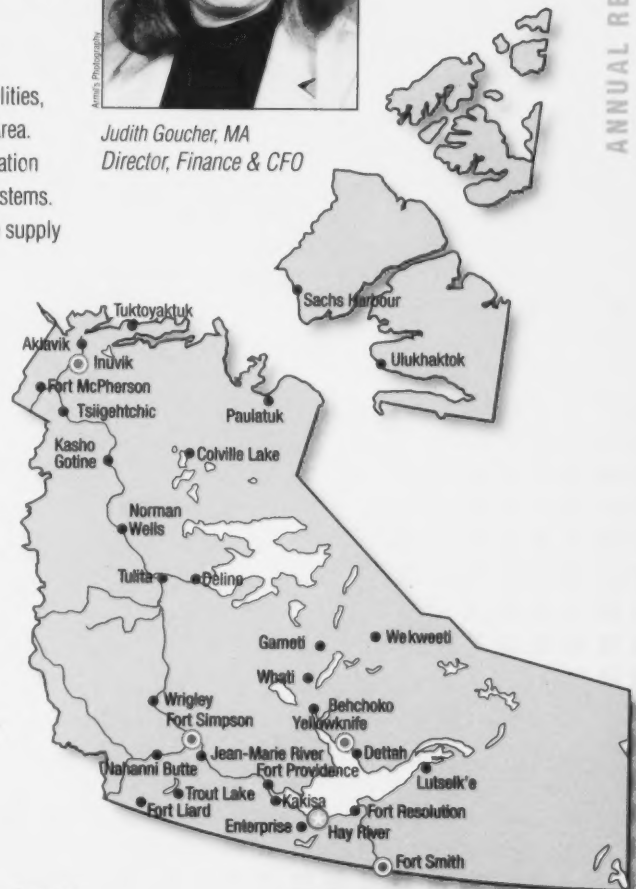 ANNUAL RE
Armi's Photography
lities,
rea.
ation
stems.
supply
Judith Goucher, MA
Director, Finance & CFO
Sachs Harbour
Ulukhaktok
Tuktoyaktuk
Aklavik
Inuvik
Fort McPherson
Tsiigehtchic
Paulatuk
Kasho
Gotine
Colville Lake
Norman
Wells
Tulita
Deline
Gameti
Wekweeti
Whati
Wrigley
Behchoko
Fort Simpson
Yellowknife
Dettah
Nahanni Butte
Jean-Marie River
Fort Providence
Lutselk'e
Trout Lake
Kakisa
Fort Liard
Fort Resolution
Enterprise
Hay River
Fort Smith